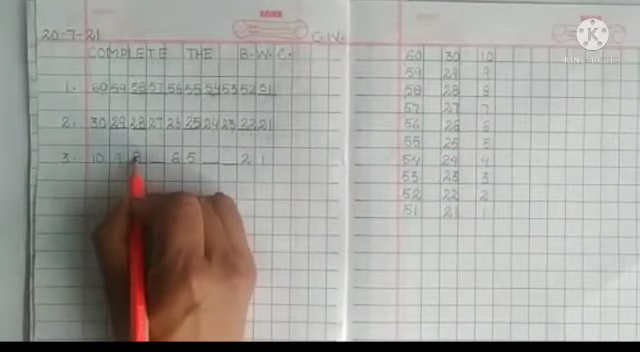 20-7-21
C.W.
COMPLETE THE B.W.C.
1. 60 59 58 57 56 55 54 53 52 51
2. 30 29 28 27 26 25 24 23 22 21
3. 10 9 8 _ 6 5 _ _ 2 1
60 30 10
59 29 9
58 28 8
57 27 7
56 26 6
55 25 5
54 24 4
53 23 3
52 22 2
51 21 1
K
KINEMASTER